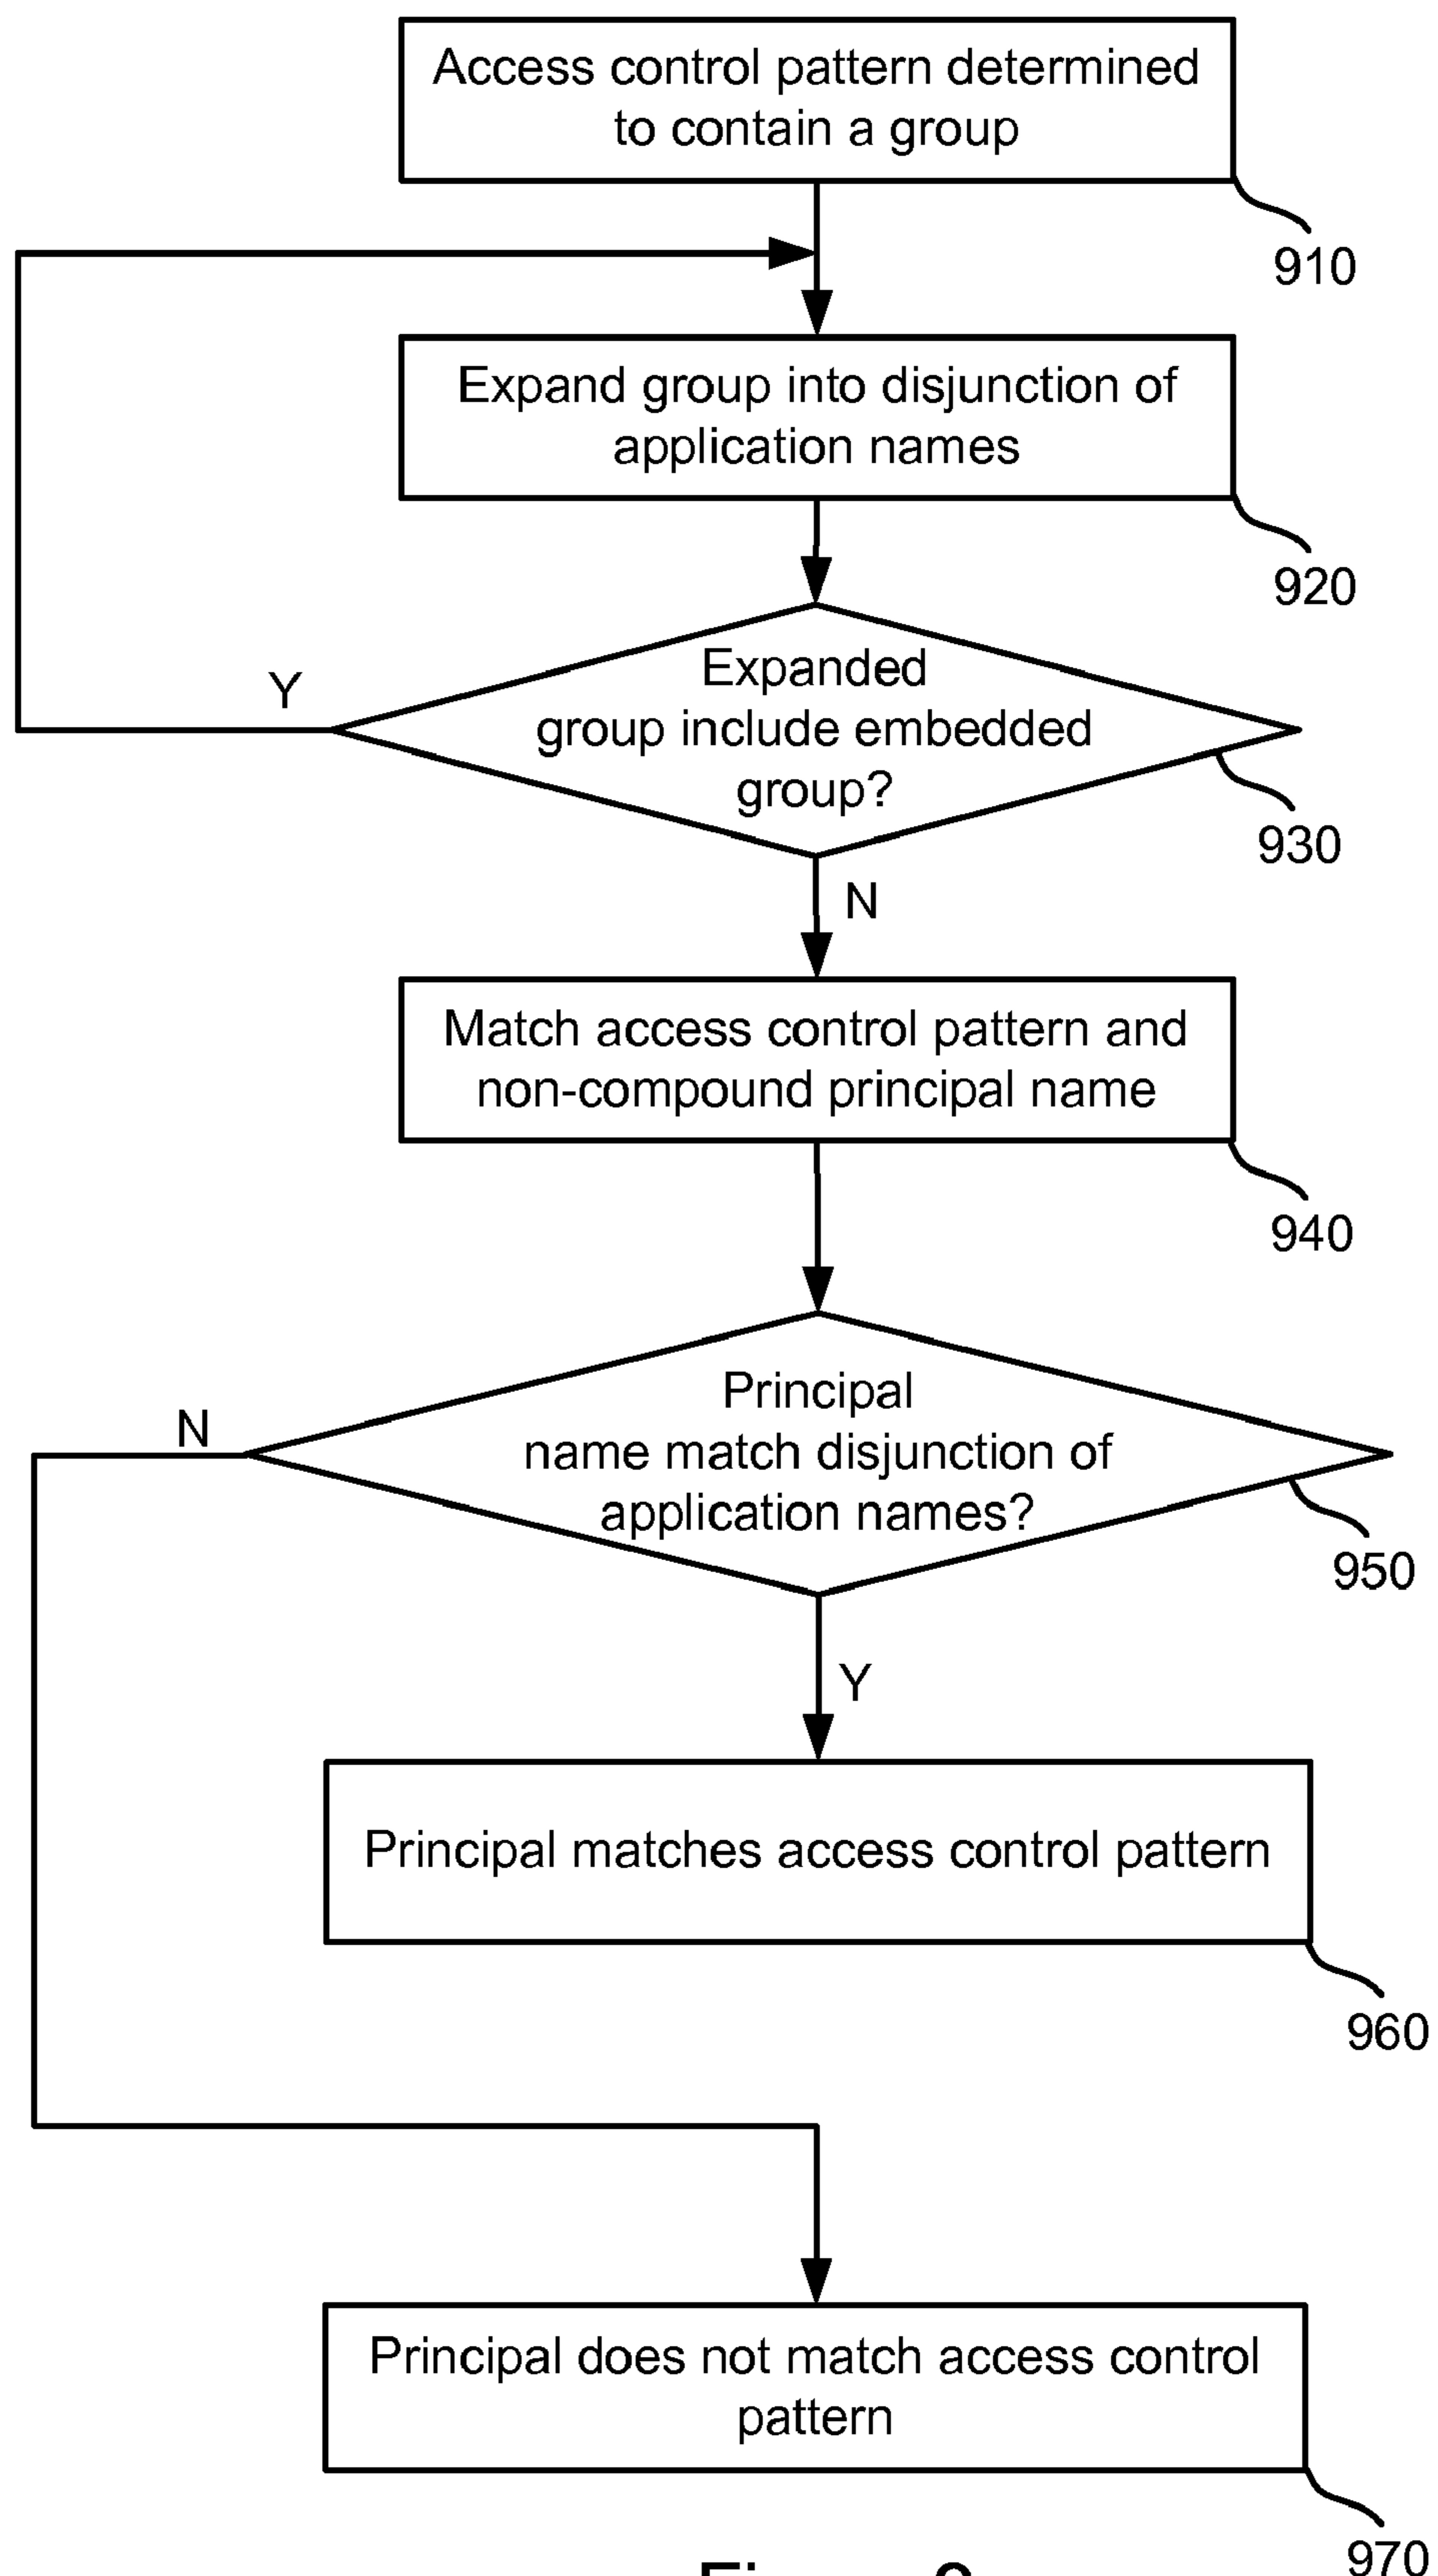 Access control pattern determined
to contain a group
910
Expand group into disjunction of
application names
920
Expanded
group include embedded
group?
Y
930
N
Match access control pattern and
non-compound principal name
940
Principal
name match disjunction of
application names?
N
950
Y
Principal matches access control pattern
960
Principal does not match access control
pattern
970